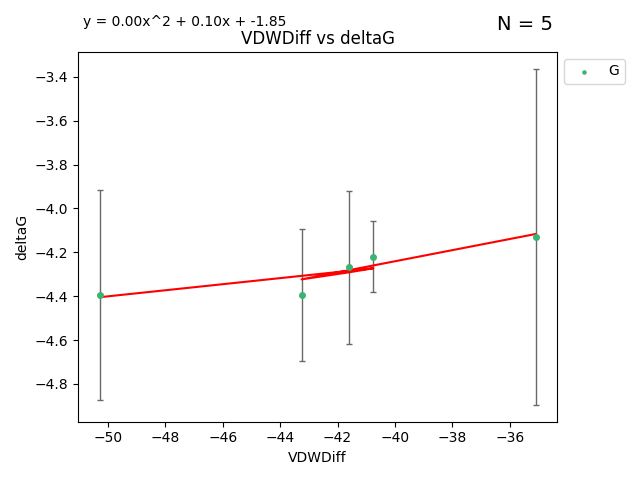 y = 0.00x^2 + 0.10x + -1.85
N = 5
VDWDiff vs deltaG
G
deltaG
−3.4
−3.6
−3.8
−4.0
−4.2
−4.4
−4.6
−4.8
−50
−48
−46
−44
−42
−40
−38
−36
VDWDiff